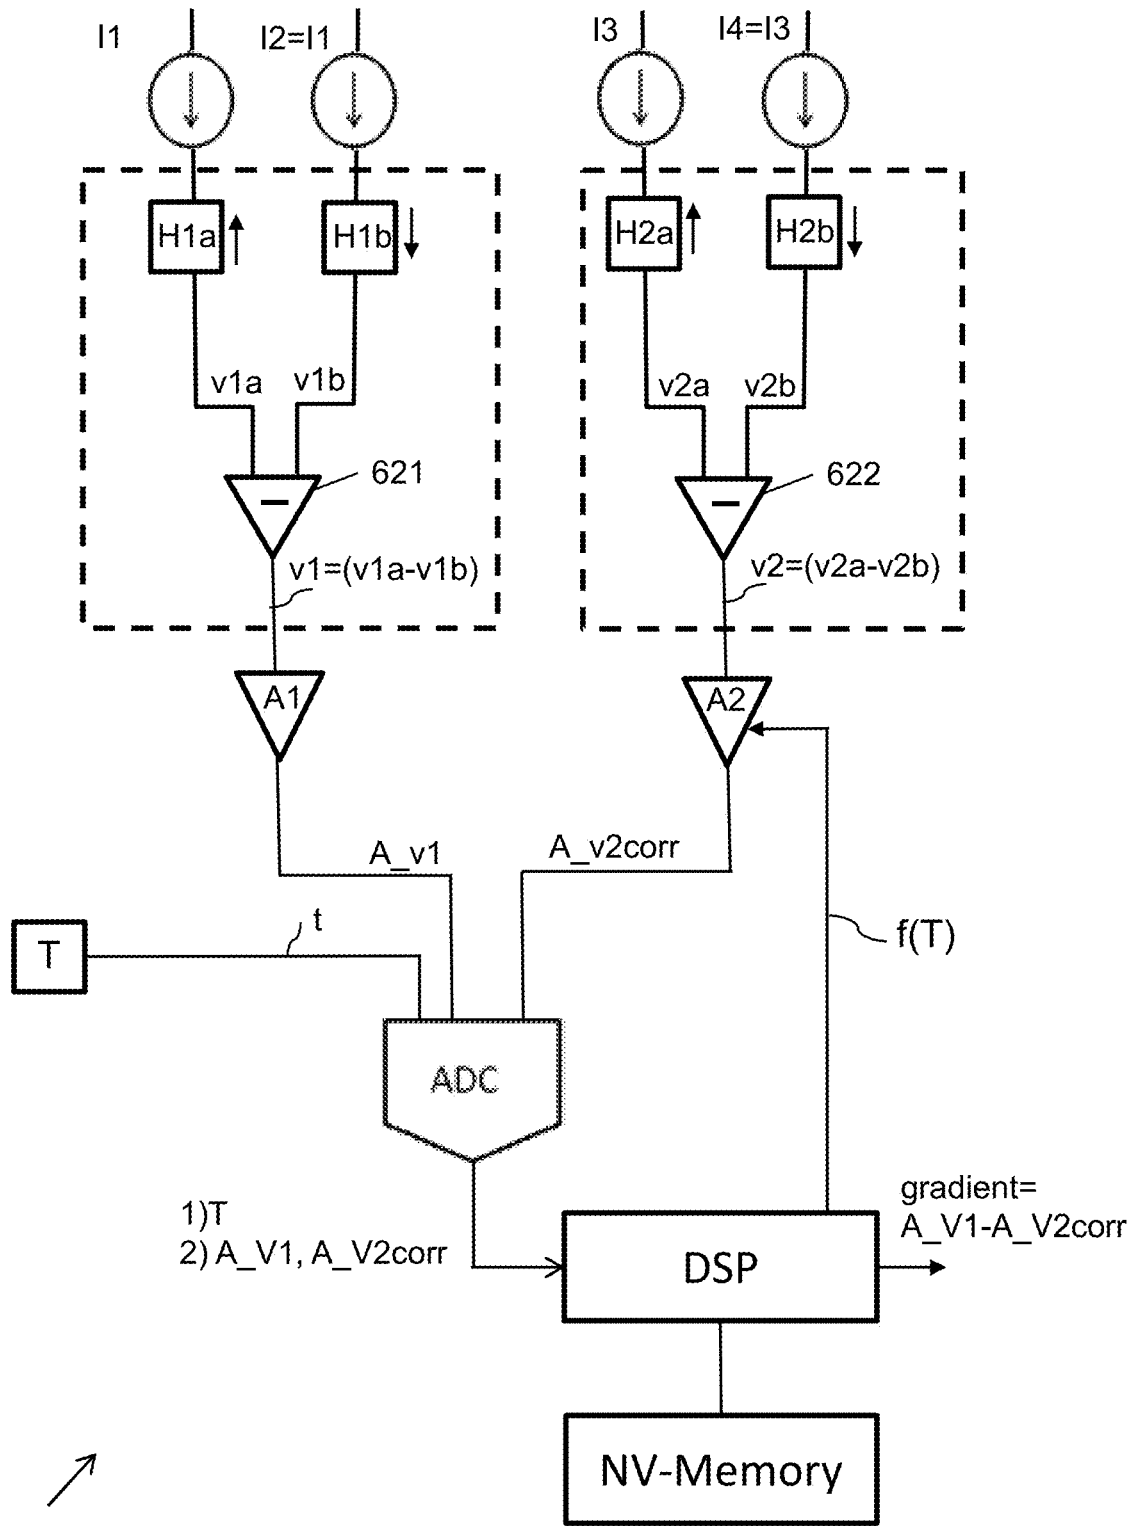 I1 I2=I1 I3 I4=I3
H1a H1b H2a H2b
v1a v1b v2a v2b
621 622
v1=(v1a-v1b) v2=(v2a-v2b)
A1 A2
A_v1 A_v2corr
T t f(T)
ADC
1)T
2) A_V1, A_V2corr
DSP
gradient=
A_V1-A_V2corr
NV-Memory